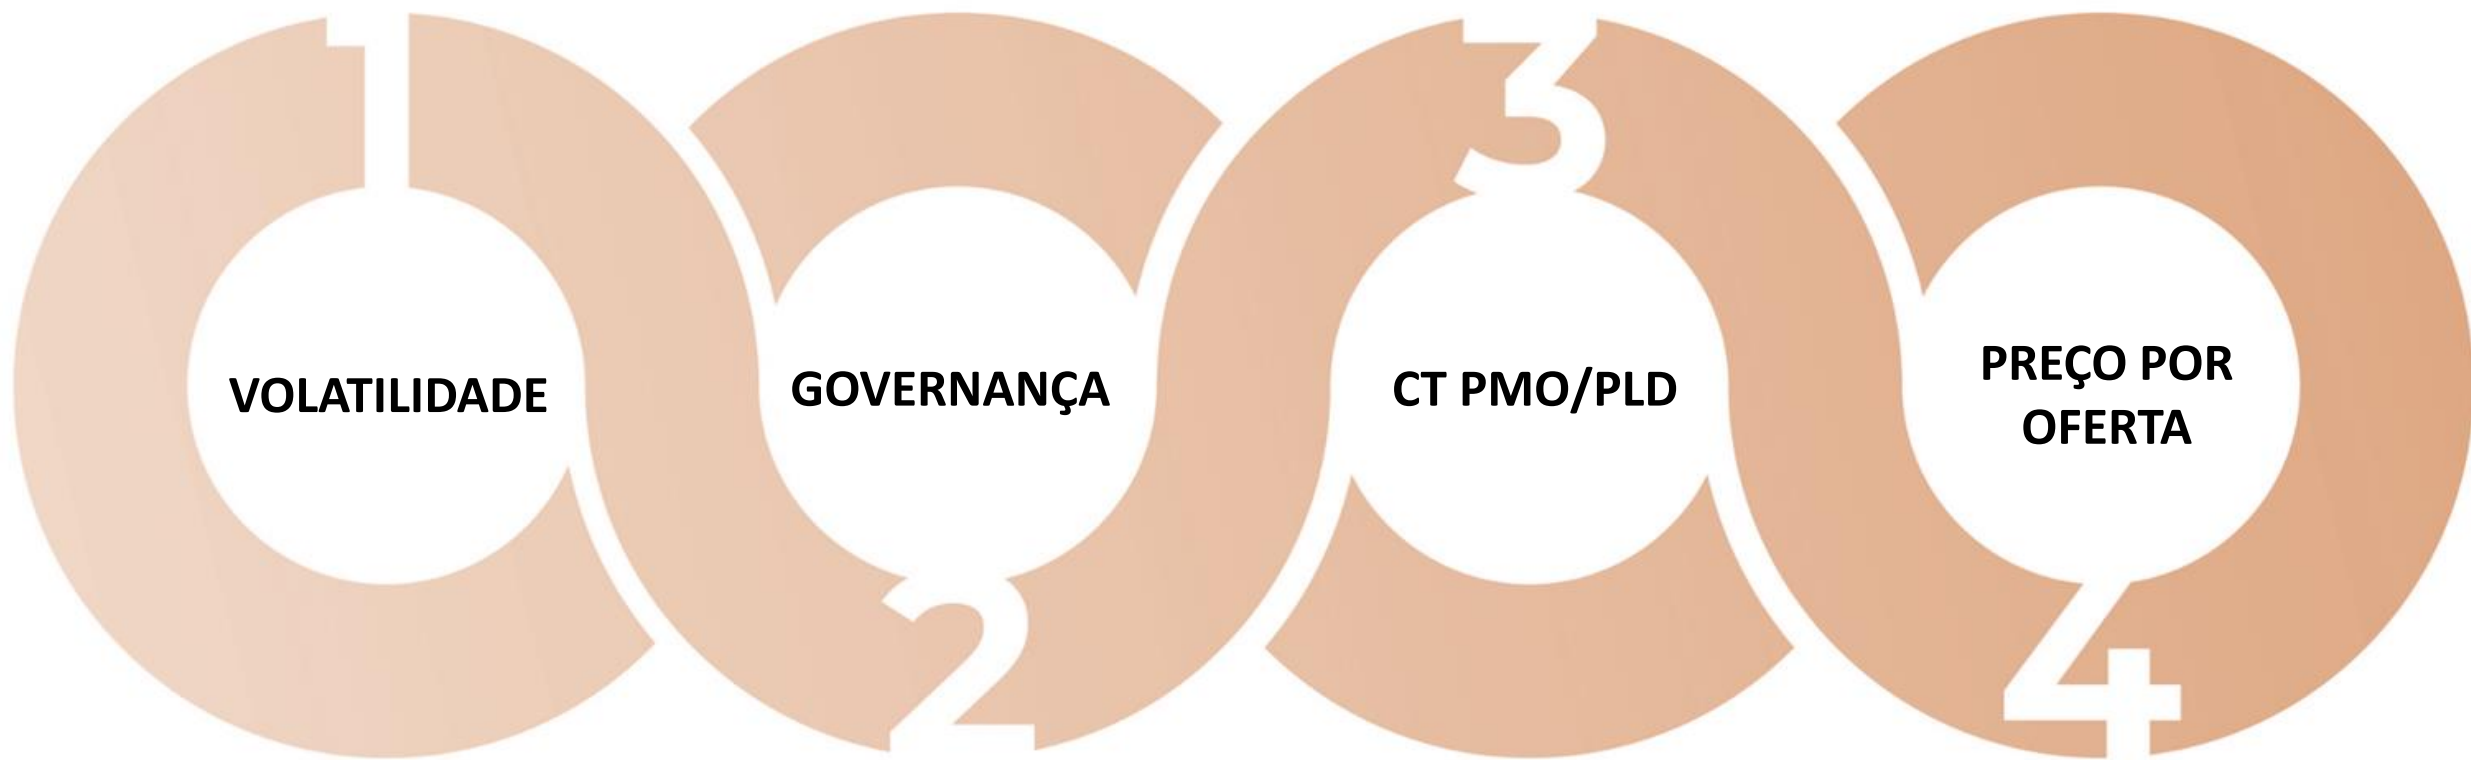 1
VOLATILIDADE
2
GOVERNANÇA
3
CT PMO/PLD
4
PREÇO POR
OFERTA